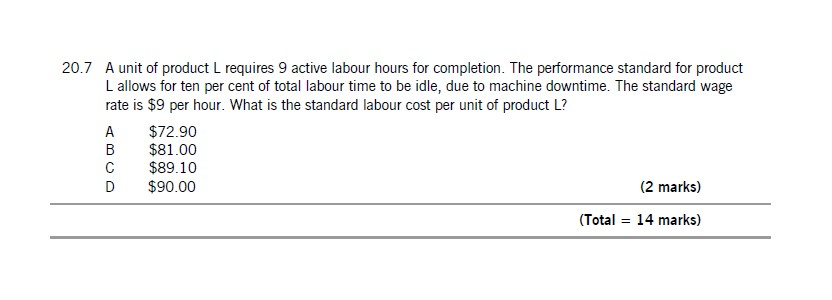 20.7 A unit of product L requires 9 active labour hours for completion. The performance standard for product
L allows for ten per cent of total labour time to be idle, due to machine downtime. The standard wage
rate is $9 per hour. What is the standard labour cost per unit of product L?
A $72.90
B $81.00
C $89.10
D $90.00 (2 marks)
(Total = 14 marks)